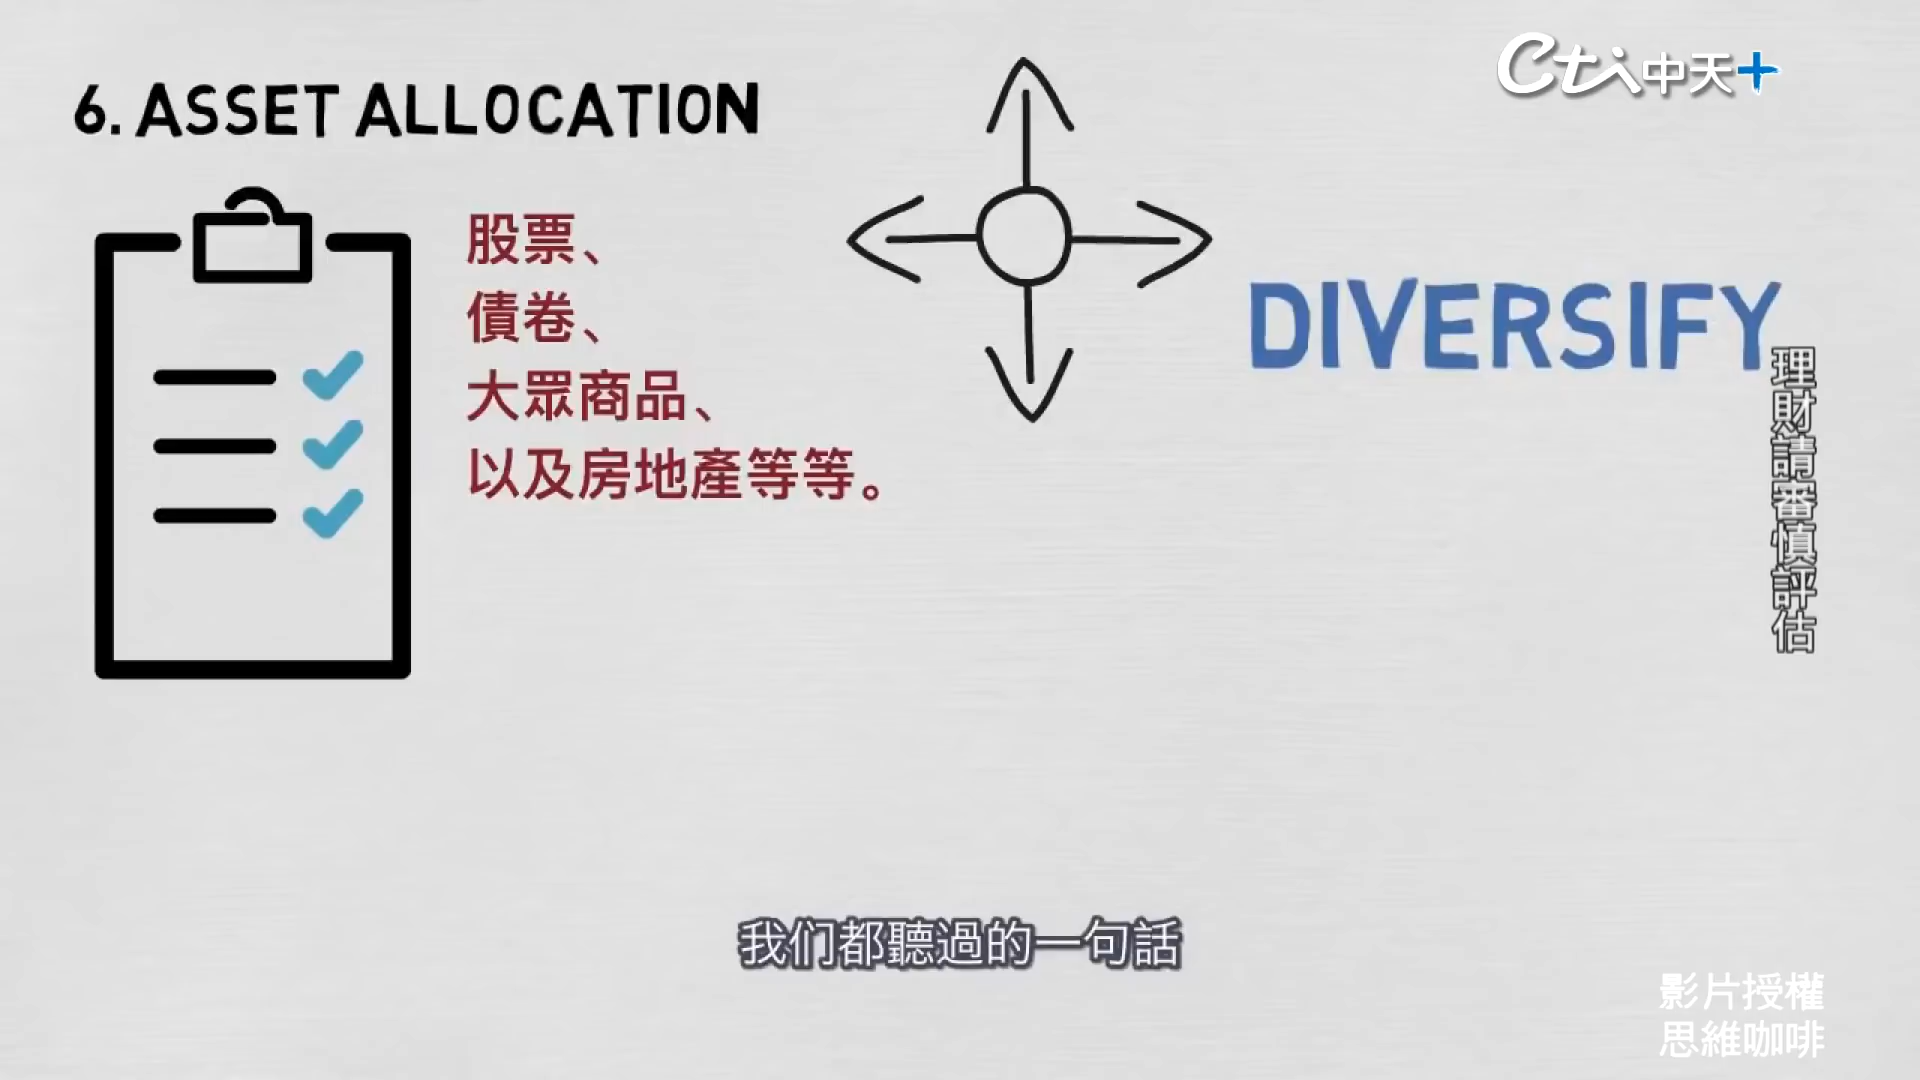 6. ASSET ALLOCATION
Cti中天+
股票、
債卷、
大眾商品、
以及房地產等等。
DIVERSIFY
理財請審慎評估
我们都聽過的一句話
影片授權
思維咖啡